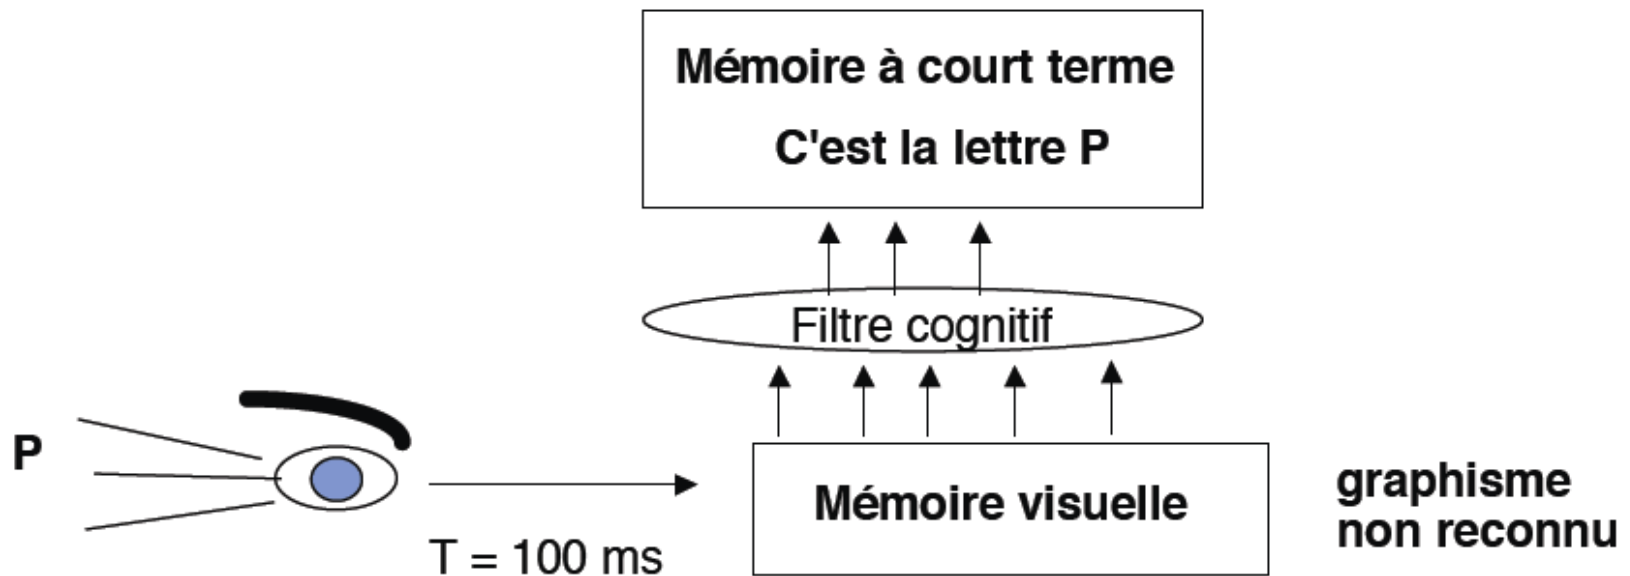 Mémoire à court terme
C'est la lettre P
Filtre cognitif
P
T = 100 ms
Mémoire visuelle
graphisme
non reconnu